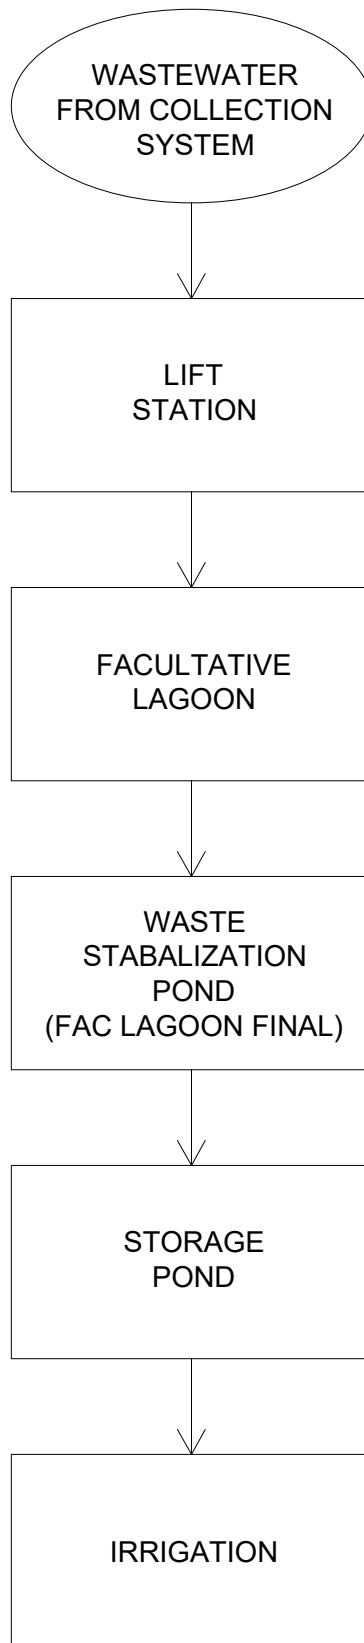 WASTEWATER
FROM COLLECTION
SYSTEM
LIFT
STATION
FACULTATIVE
LAGOON
WASTE
STABALIZATION
POND
(FAC LAGOON FINAL)
STORAGE
POND
IRRIGATION